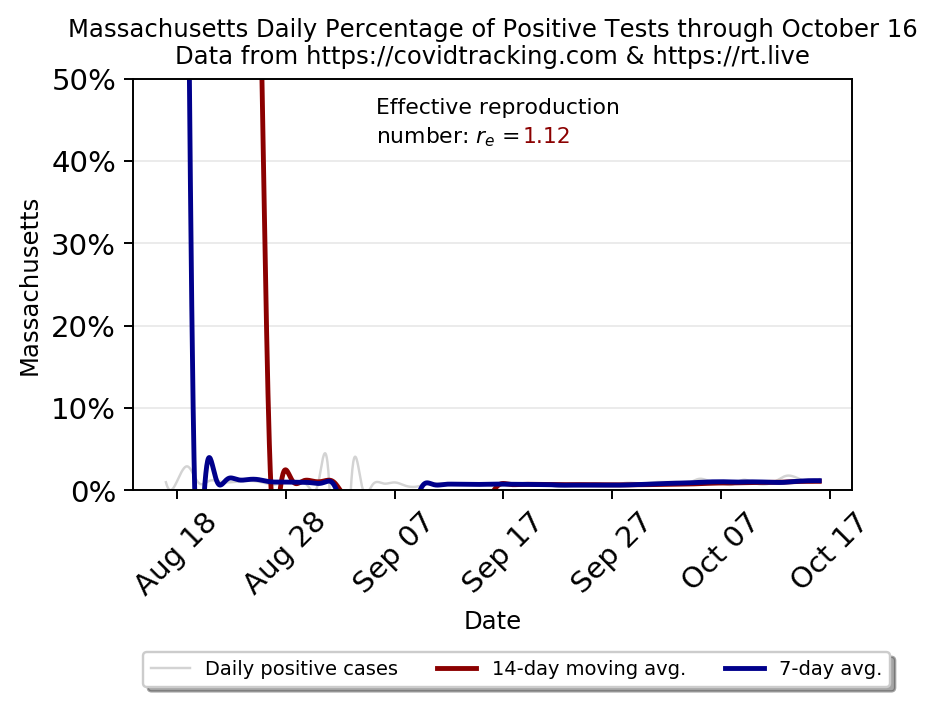 Massachusetts Daily Percentage of Positive Tests through October 16
Data from https://covidtracking.com & https://rt.live
Effective reproduction
number: rₑ =1.12
50%
40%
30%
20%
10%
0%
Massachusetts
Aug 18
Aug 28
Sep 07
Sep 17
Sep 27
Oct 07
Oct 17
Date
Daily positive cases
14-day moving avg.
7-day avg.